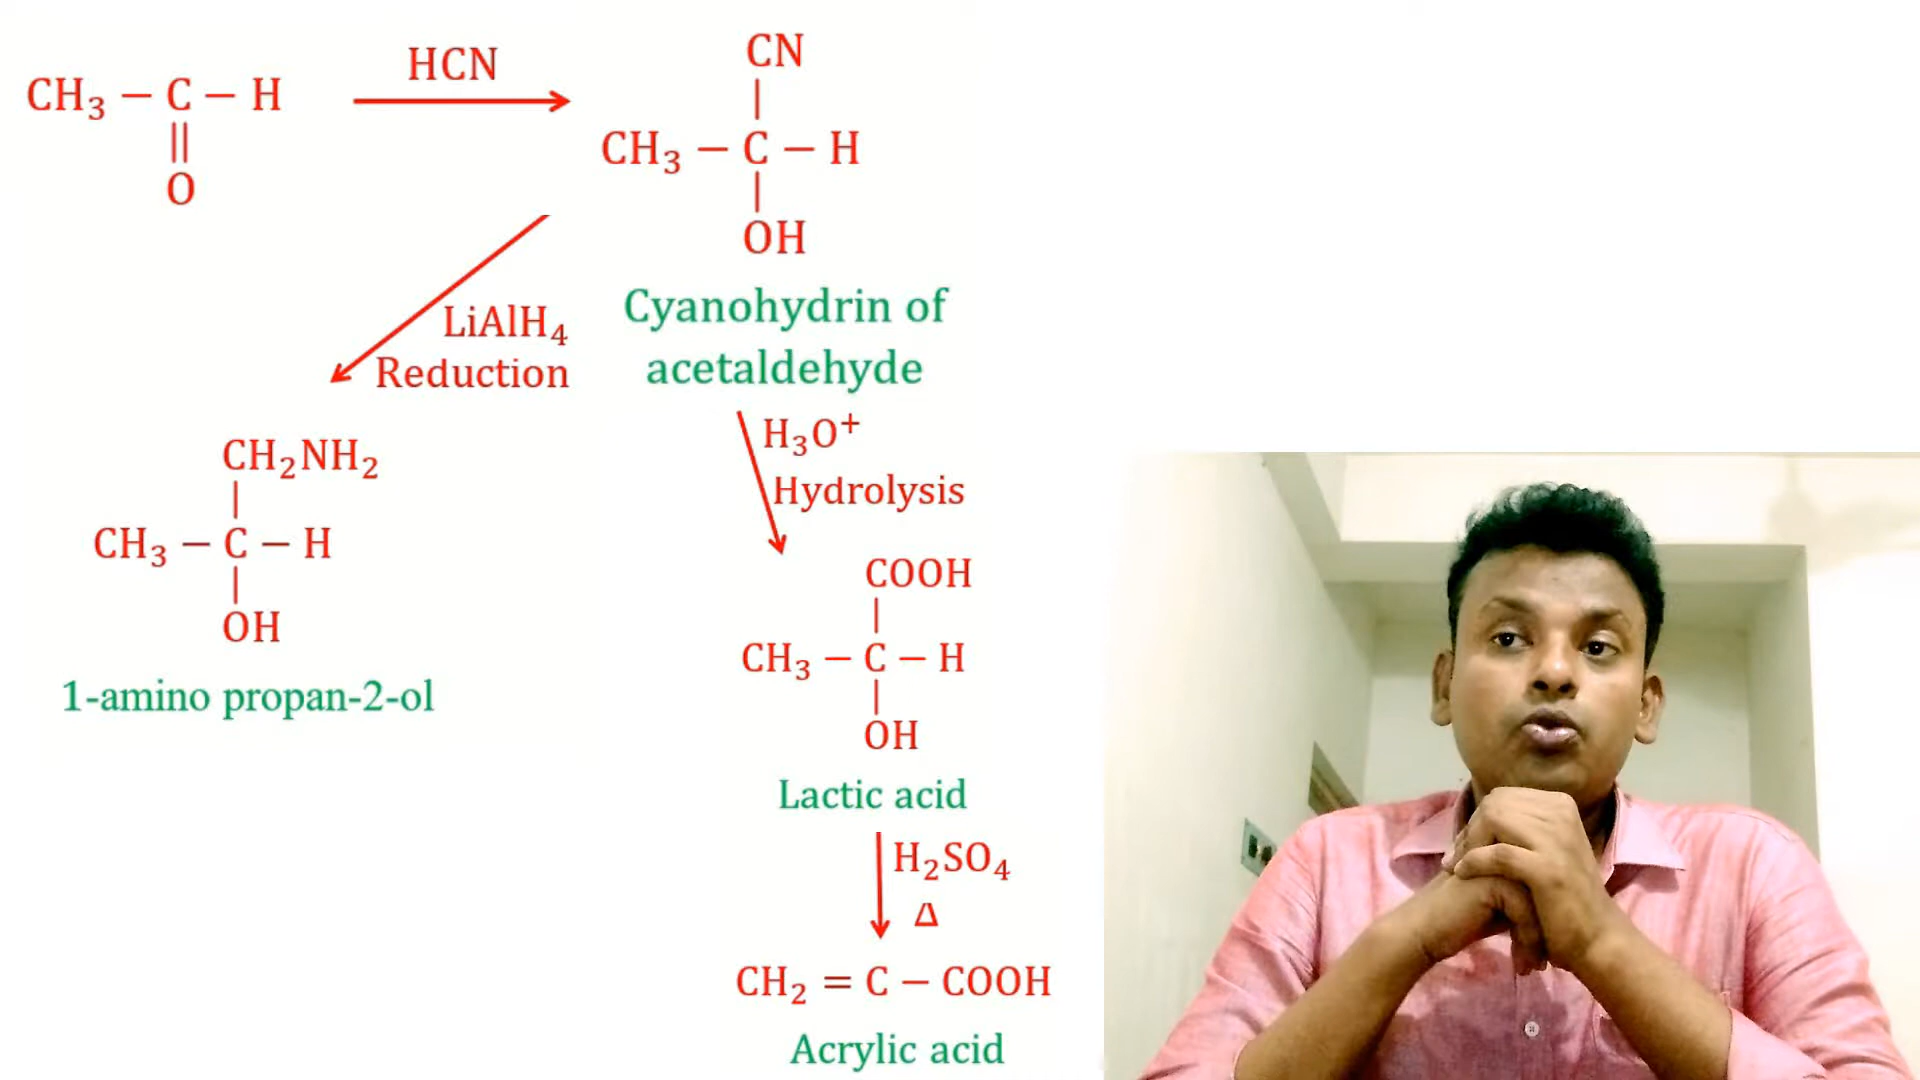 CH₃ — C — H
||
O
HCN
CN
|
CH₃ — C — H
|
OH
Cyanohydrin of
acetaldehyde
LiAlH₄
Reduction
CH₂NH₂
|
CH₃ — C — H
|
OH
1-amino propan-2-ol
H₃O⁺
Hydrolysis
COOH
|
CH₃ — C — H
|
OH
Lactic acid
H₂SO₄
Δ
CH₂ = C — COOH
Acrylic acid